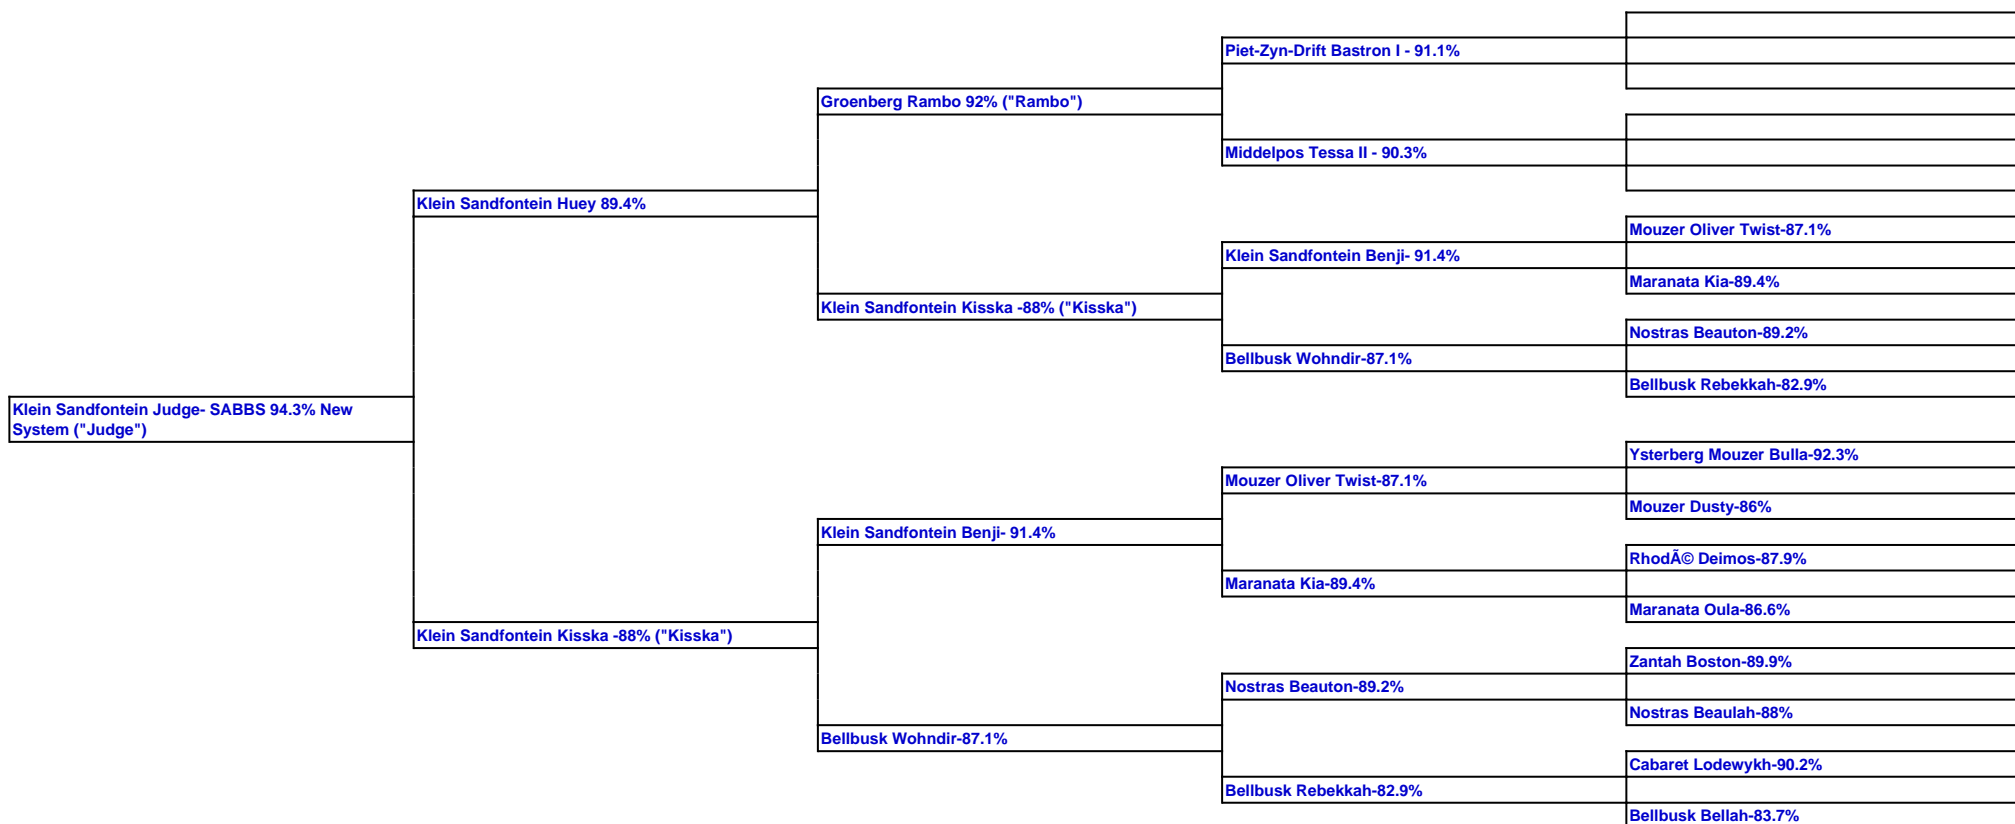 Piet-Zyn-Drift Bastron I - 91.1%
Groenberg Rambo 92% ("Rambo")
Middelpos Tessa II - 90.3%
Klein Sandfontein Huey 89.4%
Mouzer Oliver Twist-87.1%
Klein Sandfontein Benji- 91.4%
Maranata Kia-89.4%
Klein Sandfontein Kisska -88% ("Kisska")
Nostras Beauton-89.2%
Bellbusk Wohndir-87.1%
Bellbusk Rebekkah-82.9%
Klein Sandfontein Judge- SABBS 94.3% New
System ("Judge")
Ysterberg Mouzer Bulla-92.3%
Mouzer Oliver Twist-87.1%
Mouzer Dusty-86%
Klein Sandfontein Benji- 91.4%
RhodÃ© Deimos-87.9%
Maranata Kia-89.4%
Maranata Oula-86.6%
Klein Sandfontein Kisska -88% ("Kisska")
Zantah Boston-89.9%
Nostras Beauton-89.2%
Nostras Beaulah-88%
Bellbusk Wohndir-87.1%
Cabaret Lodewykh-90.2%
Bellbusk Rebekkah-82.9%
Bellbusk Bellah-83.7%